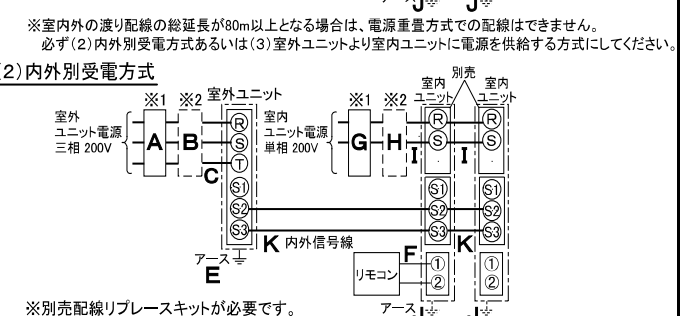 ※室内外の渡り配線の総延長が80m以上となる場合は、電源重畳方式での配線はできません。
必ず(2)内外別受電方式あるいは(3)室外ユニットより室内ユニットに電源を供給する方式にしてください。
(2)内外別受電方式
別売
※1 ※2 室外ユニット
※1 ※2 室内ユニット 室内ユニット
室外
ユニット電源
三相 200V
A B C
R
S
T
S1
S2
S3
室内
ユニット電源
単相 200V
G H I I
R R
S S
S1 S1
S2 S2
S3 S3
K 内外信号線 K
アース
E
リモコン F
① ①
② ②
アース
※別売配線リプレースキットが必要です。